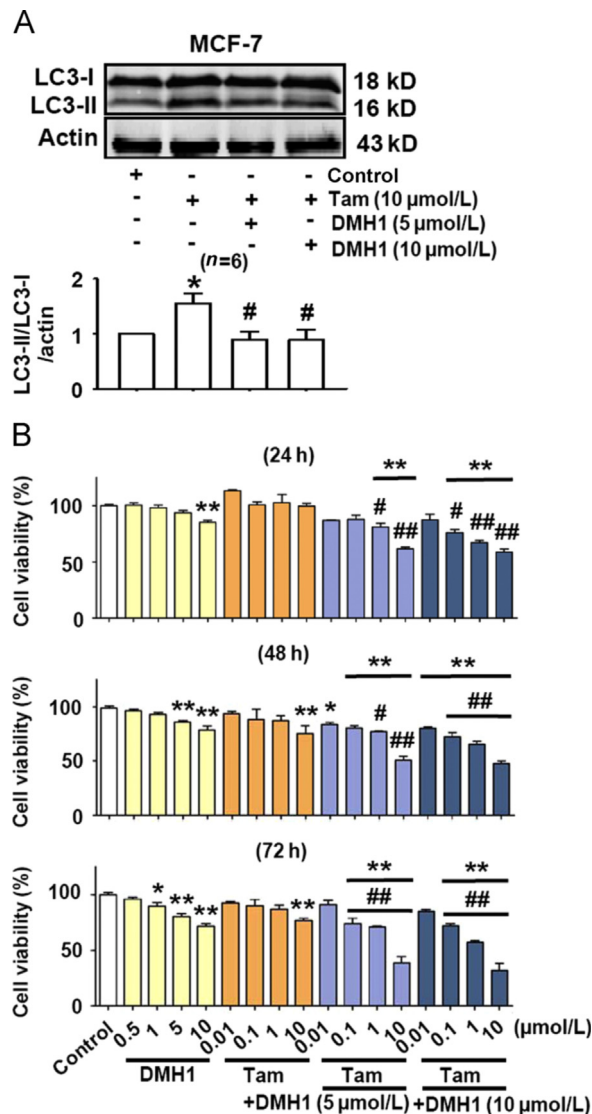 A
MCF-7
LC3-I 18 kD
LC3-II 16 kD
Actin 43 kD
+ - - - Control
- + + + Tam (10 µmol/L)
- - + - DMH1 (5 µmol/L)
- - - + DMH1 (10 µmol/L)
(n=6)
LC3-II/LC3-I
/actin
2
1
0
* # #
B
(24 h)
Cell viability (%)
100
50
0
** **
** # ## # ## ##
(48 h)
Cell viability (%)
100
50
0
** **
** ** ** * # ## ##
(72 h)
Cell viability (%)
100
50
0
** **
## ##
* ** ** **
Control 0.5 1 5 10 0.01 0.1 1 10 0.01 0.1 1 10 0.01 0.1 1 10 (µmol/L)
DMH1 Tam Tam Tam
+DMH1 (5 µmol/L) +DMH1 (10 µmol/L)